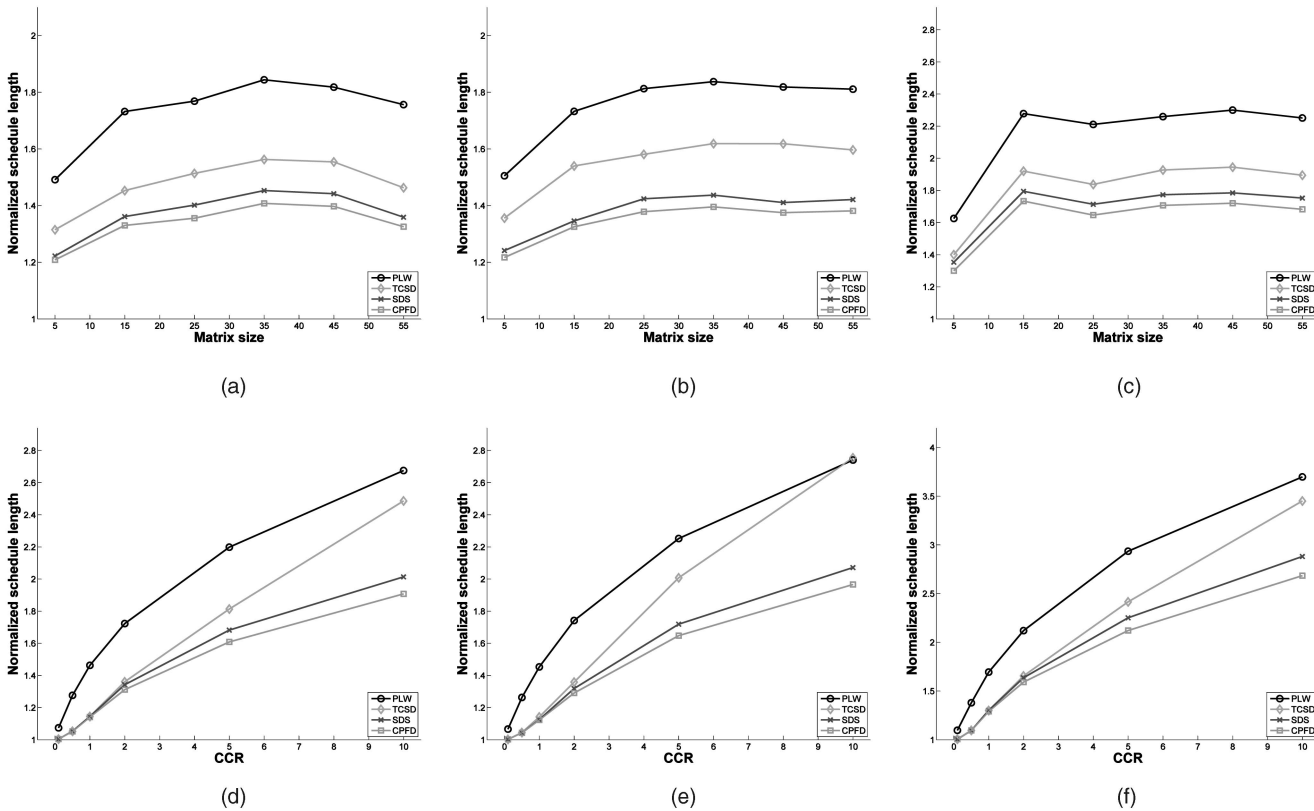 2
1.8
1.6
1.4
1.2
1
Normalized schedule length
5 10 15 20 25 30 35 40 45 50 55
Matrix size
PLW
TCSD
SDS
CPFD
(a)
2
1.8
1.6
1.4
1.2
1
Normalized schedule length
5 10 15 20 25 30 35 40 45 50 55
Matrix size
PLW
TCSD
SDS
CPFD
(b)
2.8
2.6
2.4
2.2
2
1.8
1.6
1.4
1.2
1
Normalized schedule length
5 10 15 20 25 30 35 40 45 50 55
Matrix size
PLW
TCSD
SDS
CPFD
(c)
2.8
2.6
2.4
2.2
2
1.8
1.6
1.4
1.2
1
Normalized schedule length
0 1 2 3 4 5 6 7 8 9 10
CCR
PLW
TCSD
SDS
CPFD
(d)
2.8
2.6
2.4
2.2
2
1.8
1.6
1.4
1.2
1
Normalized schedule length
0 1 2 3 4 5 6 7 8 9 10
CCR
PLW
TCSD
SDS
CPFD
(e)
4
3.5
3
2.5
2
1.5
1
Normalized schedule length
0 1 2 3 4 5 6 7 8 9 10
CCR
PLW
TCSD
SDS
CPFD
(f)